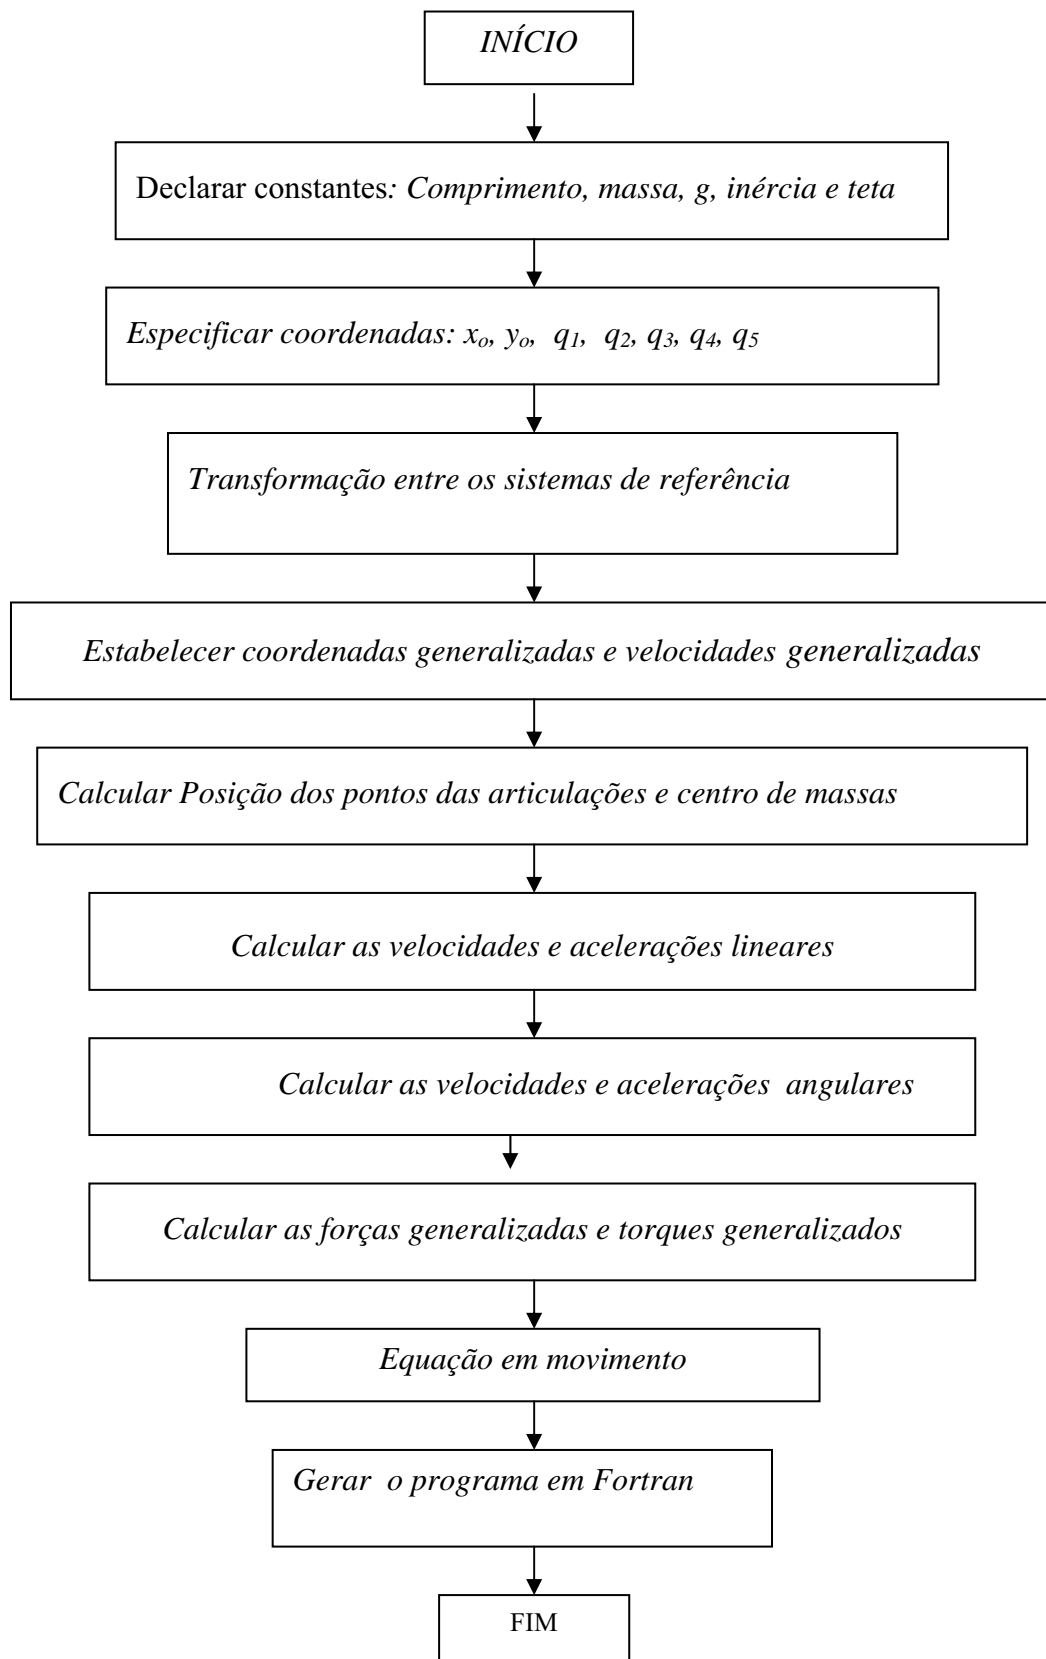 INÍCIO
Declarar constantes: Comprimento, massa, g, inércia e teta
Especificar coordenadas: xₒ, yₒ, q₁, q₂, q₃, q₄, q₅
Transformação entre os sistemas de referência
Estabelecer coordenadas generalizadas e velocidades generalizadas
Calcular Posição dos pontos das articulações e centro de massas
Calcular as velocidades e acelerações lineares
Calcular as velocidades e acelerações angulares
Calcular as forças generalizadas e torques generalizados
Equação em movimento
Gerar o programa em Fortran
FIM